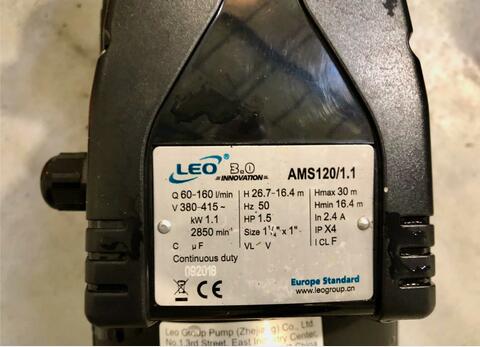 LEO® 3.0 INNOVATION AMS120/1.1
Q 60-160 l/min H 26.7-16.4 m Hmax 30 m
V 380-415 ~ Hz 50 Hmin 16.4 m
kW 1.1 HP 1.5 In 2.4 A
2850 min⁻¹ Size 1¼" x 1" IP X4
C µF VL V I CL F
Continuous duty
092018
CE Europe Standard
www.leogroup.cn
Leo Group Pump (Zhejiang) Co., Ltd.
No.1,3rd Street, East Industry Center,